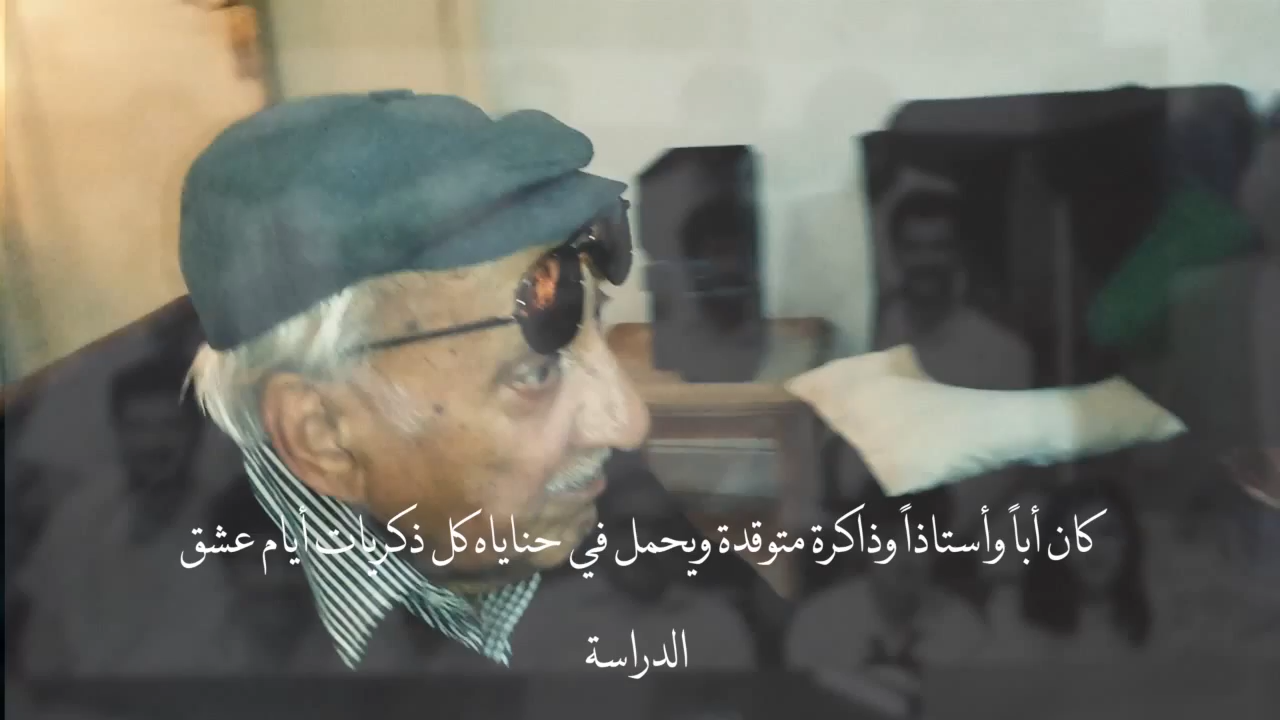 كان أباً وأستاذاً وذاكرة متوقدة ويحمل في حناياه كل ذكريات أيام عشق
الدراسة